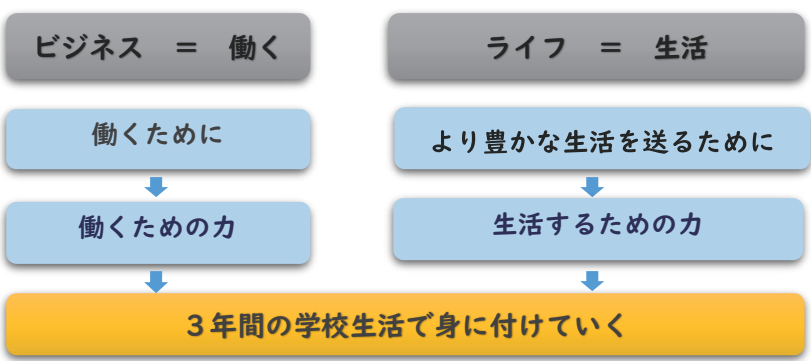 ビジネス　＝　働く
ライフ　＝　生活
働くために
より豊かな生活を送るために
働くための力
生活するための力
３年間の学校生活で身に付けていく